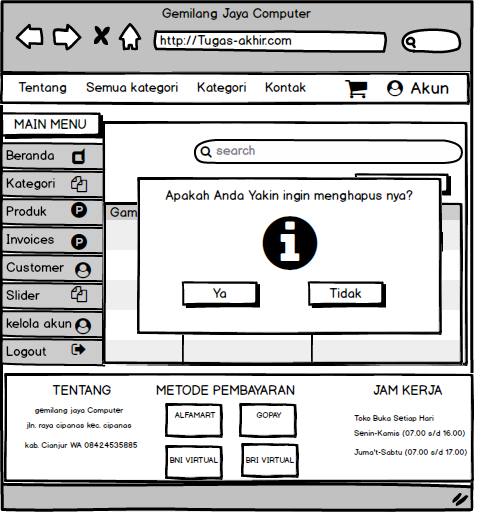 Gemilang Jaya Computer
http://Tugas-akhir.com
Tentang Semua kategori Kategori Kontak Akun
MAIN MENU
Beranda
Kategori
Produk
Invoices
Customer
Slider
kelola akun
Logout
search
Gam
Apakah Anda Yakin ingin menghapus nya?
Ya Tidak
TENTANG
gemilang jaya Computer
jln. raya cipanas kec. cipanas
kab. Cianjur WA 08424535885
METODE PEMBAYARAN
ALFAMART GOPAY
BNI VIRTUAL BRI VIRTUAL
JAM KERJA
Toko Buka Setiap Hari
Senin-Kamis (07.00 s/d 16.00)
Juma't-Sabtu (07.00 s/d 17.00)